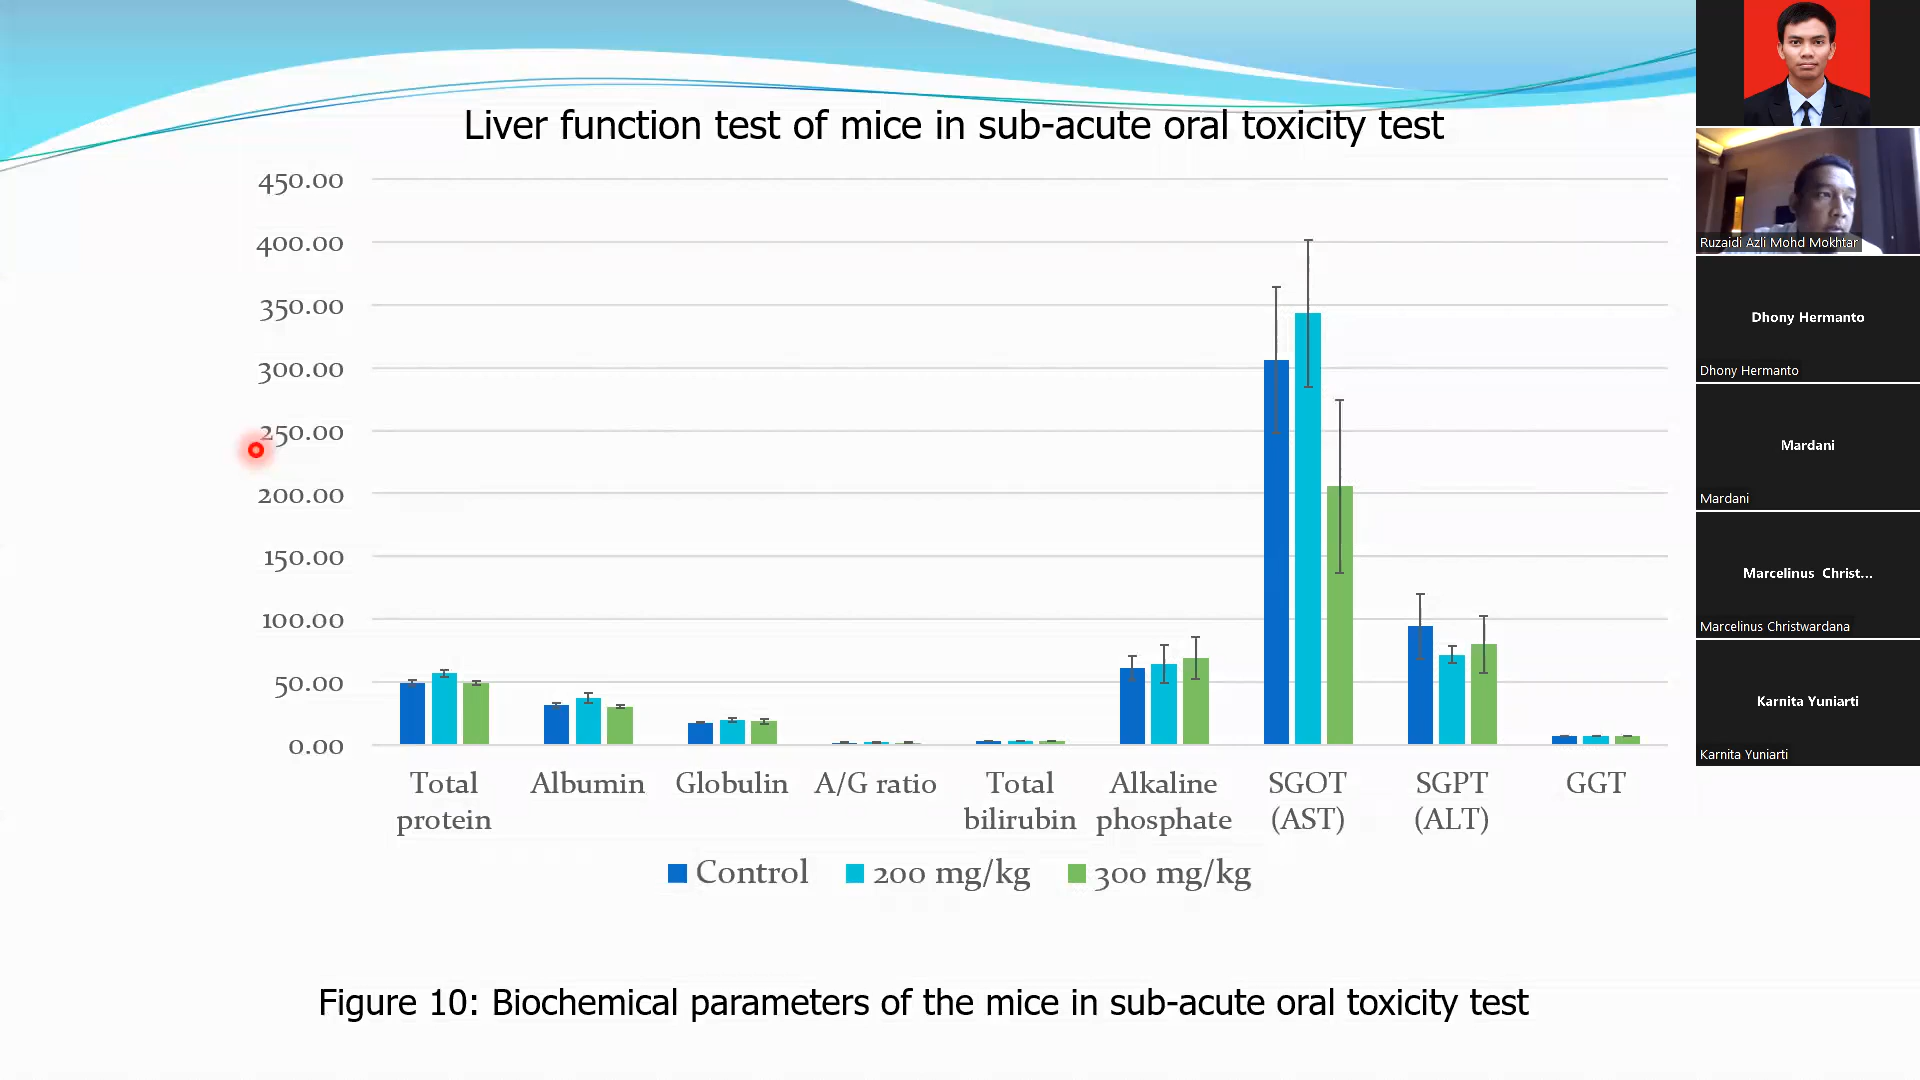 Liver function test of mice in sub-acute oral toxicity test
450.00
400.00
350.00
300.00
250.00
200.00
150.00
100.00
50.00
0.00
Total protein
Albumin
Globulin
A/G ratio
Total bilirubin
Alkaline phosphate
SGOT (AST)
SGPT (ALT)
GGT
Control
200 mg/kg
300 mg/kg
Figure 10: Biochemical parameters of the mice in sub-acute oral toxicity test
Ruzaidi Azli Mohd Mokhtar
Dhony Hermanto
Dhony Hermanto
Mardani
Mardani
Marcelinus Christ...
Marcelinus Christwardana
Karnita Yuniarti
Karnita Yuniarti